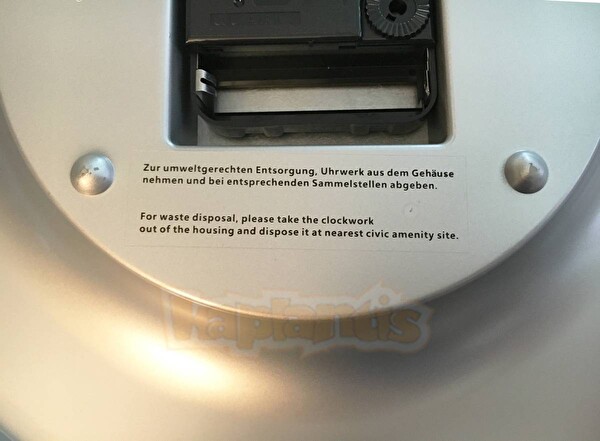 Zur umweltgerechten Entsorgung, Uhrwerk aus dem Gehäuse
nehmen und bei entsprechenden Sammelstellen abgeben.
For waste disposal, please take the clockwork
out of the housing and dispose it at nearest civic amenity site.
kaplantis